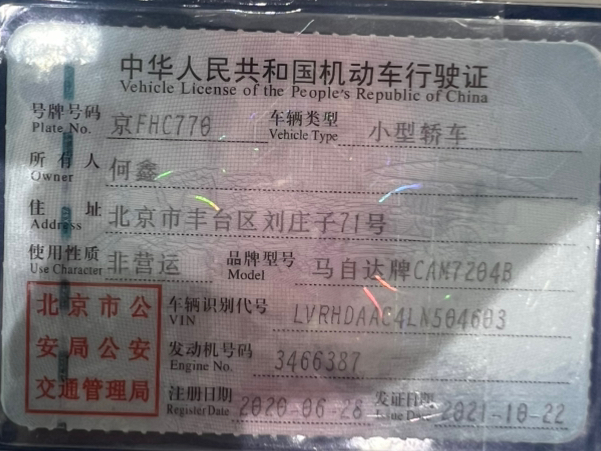 中华人民共和国机动车行驶证
Vehicle License of the People's Republic of China
号牌号码 京FHC770 车辆类型 小型轿车
Plate No. Vehicle Type
所有人 何鑫
Owner
住址 北京市丰台区刘庄子71号
Address
使用性质 非营运 品牌型号 马自达牌CAM7204B
Use Character Model
北京市公安局公安交通管理局
车辆识别代号 LVRHDAAC4LN504603
VIN
发动机号码 3466387
Engine No.
注册日期 2020-06-28 发证日期 2021-10-22
Register Date Issue Date